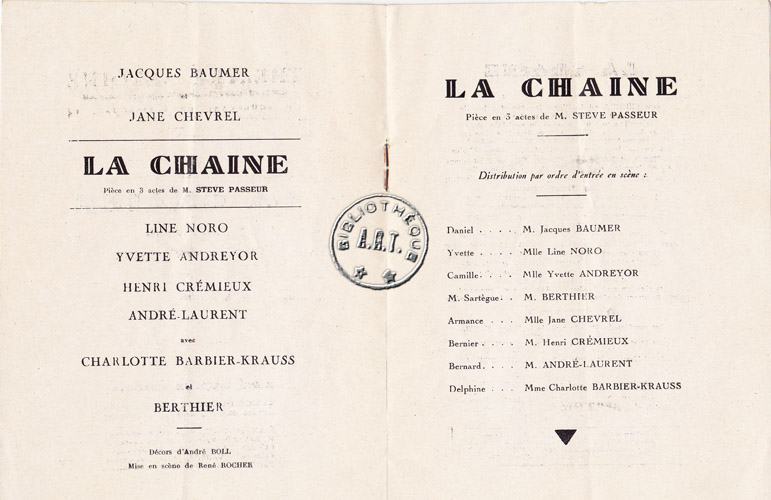 JACQUES BAUMER
et
JANE CHEVREL
LA CHAINE
Pièce en 3 actes de M. STEVE PASSEUR
LINE NORO
YVETTE ANDREYOR
HENRI CRÉMIEUX
ANDRÉ-LAURENT
avec
CHARLOTTE BARBIER-KRAUSS
et
BERTHIER
Décors d'André BOLL
Mise en scène de René ROCHER
BIBLIOTHÈQUE
A.R.T.
LA CHAINE
Pièce en 3 actes de M. STEVE PASSEUR
Distribution par ordre d'entrée en scène :
Daniel . . . . M. Jacques BAUMER
Yvette . . . . Mlle Line NORO
Camille . . . . Mlle Yvette ANDREYOR
M. Sartègue . . M. BERTHIER
Armance . . . Mlle Jane CHEVREL
Bernier . . . . M. Henri CRÉMIEUX
Bernard . . . . M. ANDRÉ-LAURENT
Delphine . . . Mme Charlotte BARBIER-KRAUSS